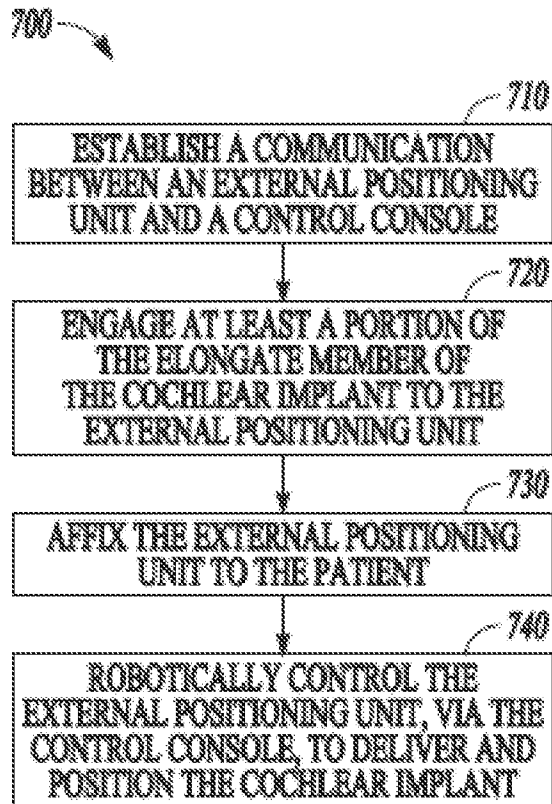 700
710
ESTABLISH A COMMUNICATION
BETWEEN AN EXTERNAL POSITIONING
UNIT AND A CONTROL CONSOLE
720
ENGAGE AT LEAST A PORTION OF
THE ELONGATE MEMBER OF
THE COCHLEAR IMPLANT TO THE
EXTERNAL POSITIONING UNIT
730
AFFIX THE EXTERNAL POSITIONING
UNIT TO THE PATIENT
740
ROBOTICALLY CONTROL THE
EXTERNAL POSITIONING UNIT, VIA THE
CONTROL CONSOLE, TO DELIVER AND
POSITION THE COCHLEAR IMPLANT